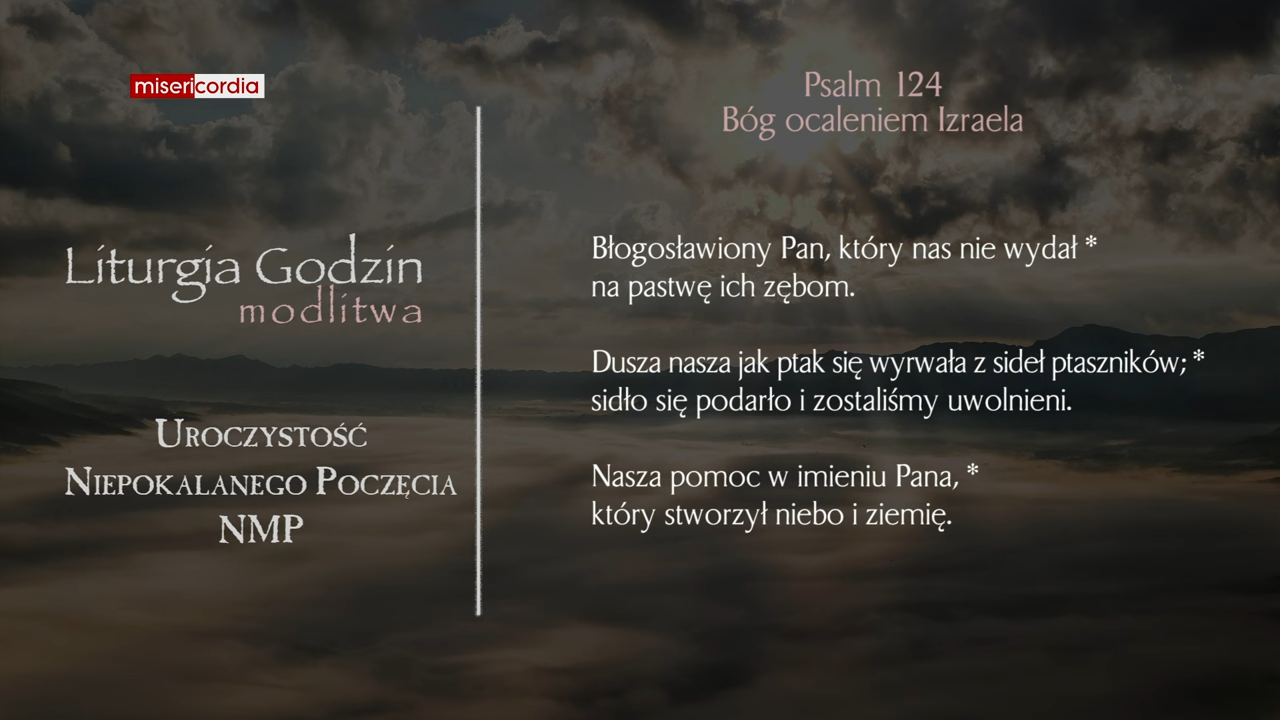 misericordia
Liturgia Godzin
modlitwa
Uroczystość
Niepokalanego Poczęcia
NMP
Psalm 124
Bóg ocaleniem Izraela
Błogosławiony Pan, który nas nie wydał *
na pastwę ich zębom.
Dusza nasza jak ptak się wyrwała z sideł ptaszników; *
sidło się podarło i zostaliśmy uwolnieni.
Nasza pomoc w imieniu Pana, *
który stworzył niebo i ziemię.